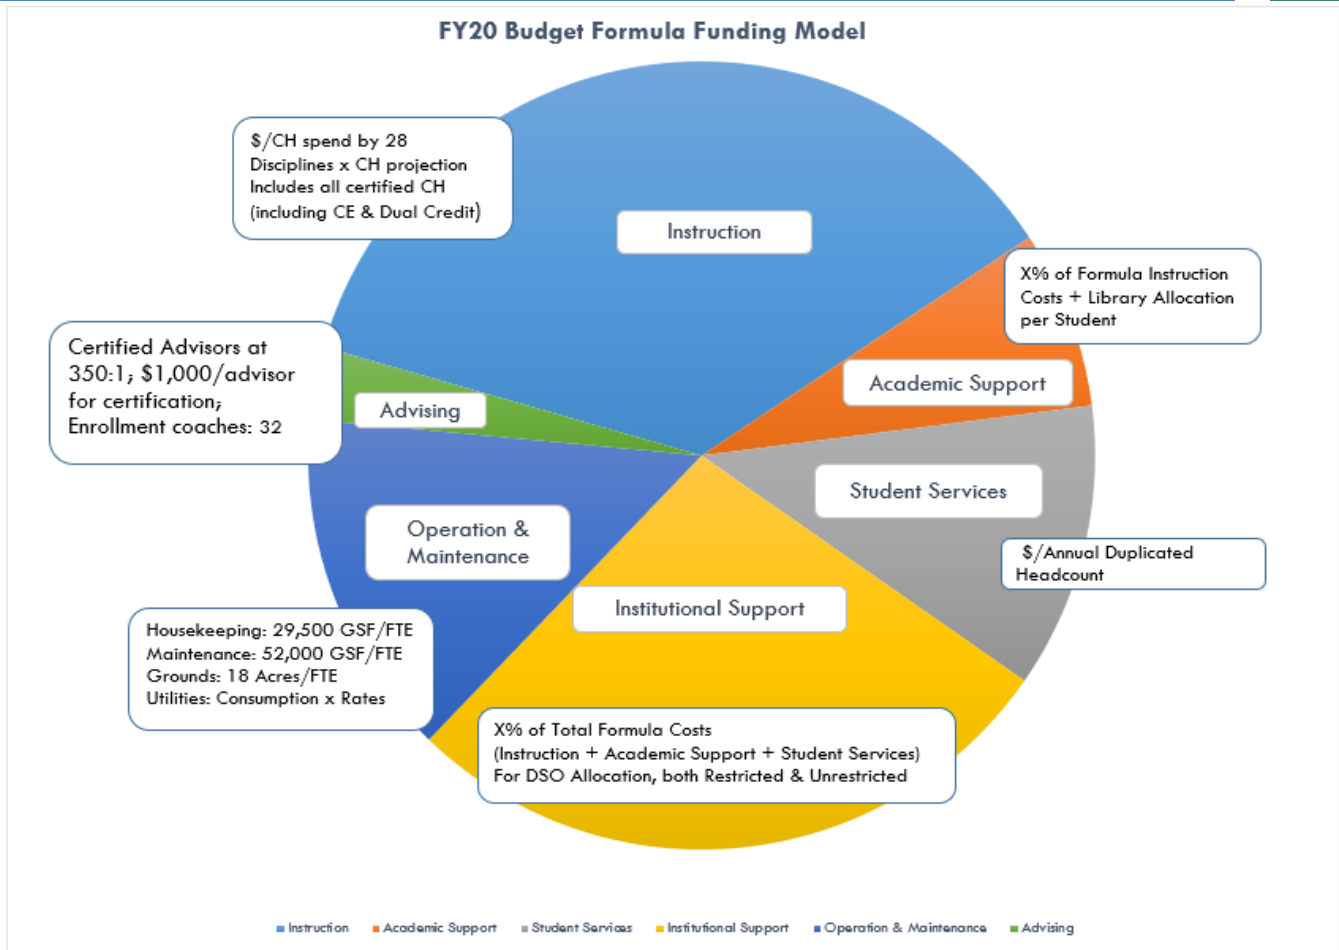 FY20 Budget Formula Funding Model
$/CH spend by 28
Disciplines x CH projection
Includes all certified CH
(including CE & Dual Credit)
Instruction
X% of Formula Instruction
Costs + Library Allocation
per Student
Certified Advisors at
350:1; $1,000/advisor
for certification;
Enrollment coaches: 32
Academic Support
Advising
Student Services
Operation &
Maintenance
$/Annual Duplicated
Headcount
Institutional Support
Housekeeping: 29,500 GSF/FTE
Maintenance: 52,000 GSF/FTE
Grounds: 18 Acres/FTE
Utilities: Consumption x Rates
X% of Total Formula Costs
(Instruction + Academic Support + Student Services)
For DSO Allocation, both Restricted & Unrestricted
Instruction Academic Support Student Services Institutional Support Operation & Maintenance Advising